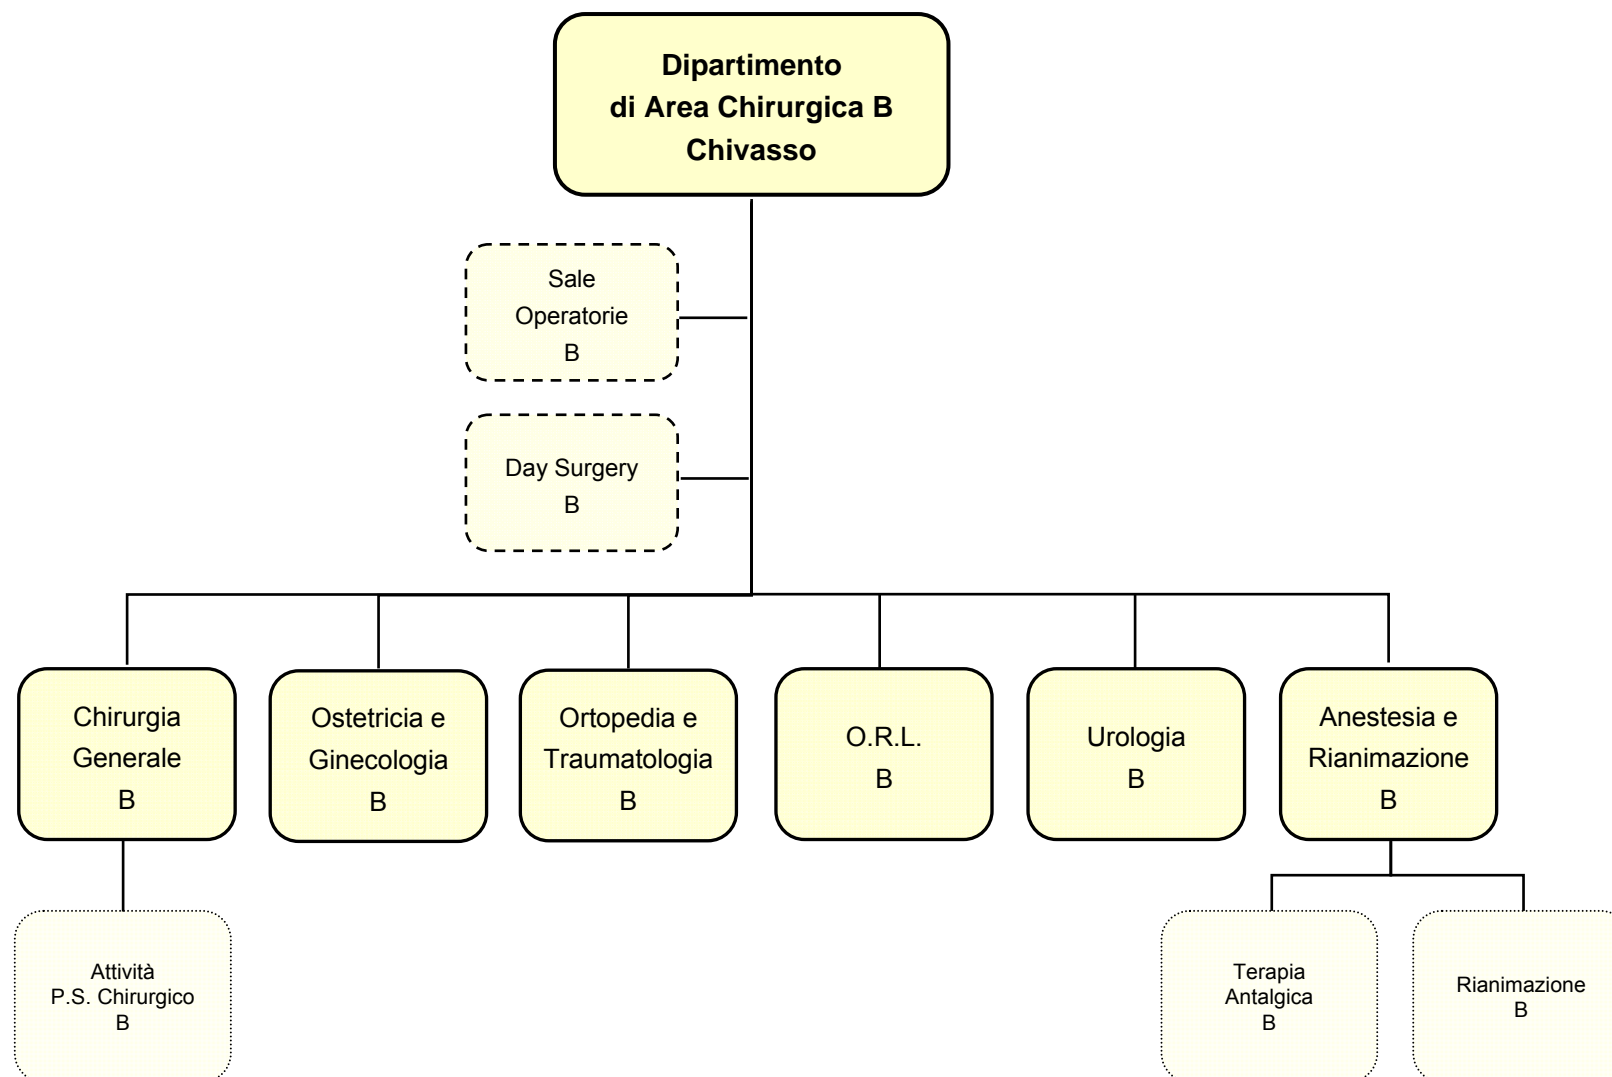 Dipartimento
di Area Chirurgica B
Chivasso
Sale
Operatorie
B
Day Surgery
B
Chirurgia
Generale
B
Ostetricia e
Ginecologia
B
Ortopedia e
Traumatologia
B
O.R.L.
B
Urologia
B
Anestesia e
Rianimazione
B
Attività
P.S. Chirurgico
B
Terapia
Antalgica
B
Rianimazione
B